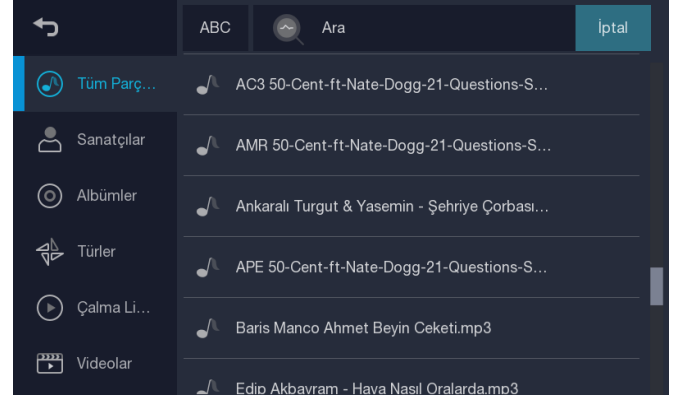 ABC
Ara
İptal
Tüm Parç...
Sanatçılar
Albümler
Türler
Çalma Li...
Videolar
AC3 50-Cent-ft-Nate-Dogg-21-Questions-S...
AMR 50-Cent-ft-Nate-Dogg-21-Questions-S...
Ankaralı Turgut & Yasemin - Şehriye Çorbası...
APE 50-Cent-ft-Nate-Dogg-21-Questions-S...
Baris Manco Ahmet Beyin Ceketi.mp3
Edip Akbayram - Hava Nasıl Oralarda.mp3